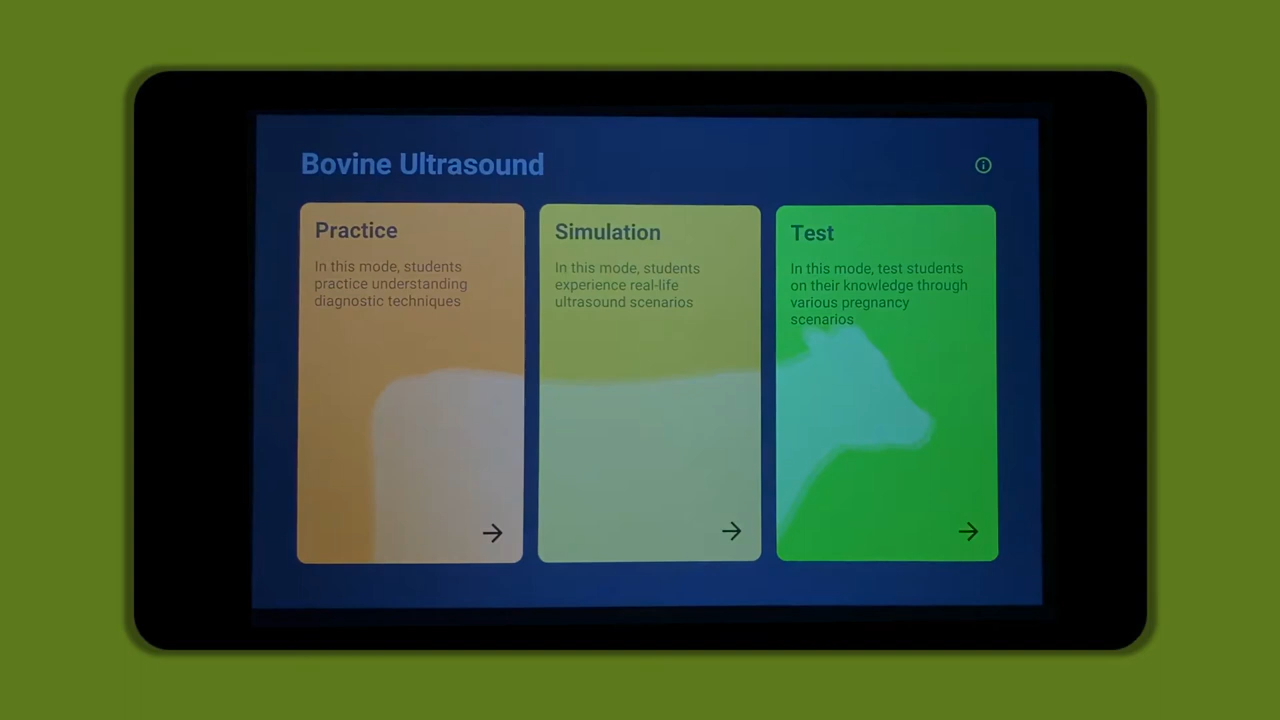 Bovine Ultrasound
Practice
In this mode, students
practice understanding
diagnostic techniques
Simulation
In this mode, students
experience real-life
ultrasound scenarios
Test
In this mode, test students
on their knowledge through
various pregnancy
scenarios